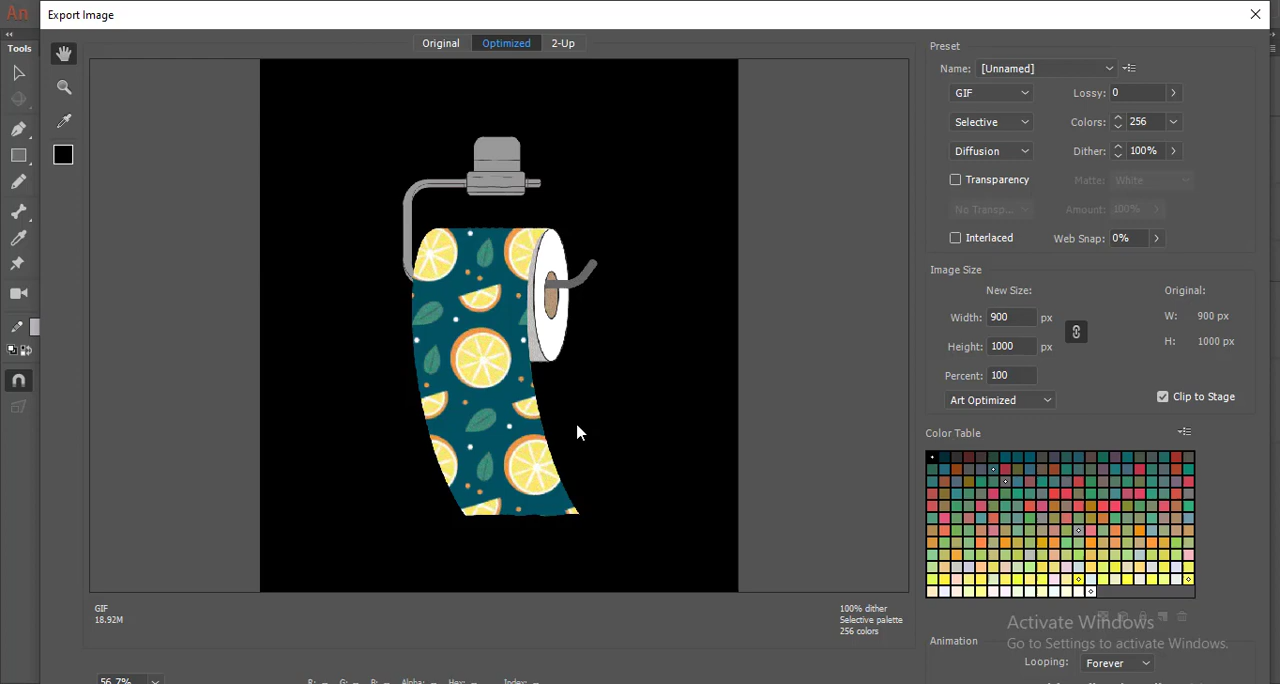 An
Export Image
Tools
Original Optimized 2-Up
Preset
Name: [Unnamed]
GIF Lossy: 0
Selective Colors: 256
Diffusion Dither: 100%
Transparency Matte: White
No Transp... Amount: 100%
Interlaced Web Snap: 0%
Image Size
New Size: Original:
Width: 900 px W: 900 px
Height: 1000 px H: 1000 px
Percent: 100
Art Optimized Clip to Stage
Color Table
GIF
18.92M
100% dither
Selective palette
256 colors
Activate Windows
Go to Settings to activate Windows.
Animation
Looping: Forever
56.7% R: -- G: -- B: -- Alpha: -- Hex: -- Index: --